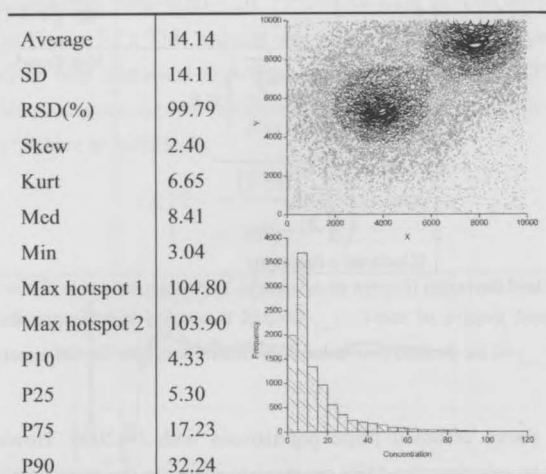 Average 14.14
SD 14.11
RSD(%) 99.79
Skew 2.40
Kurt 6.65
Med 8.41
Min 3.04
Max hotspot 1 104.80
Max hotspot 2 103.90
P10 4.33
P25 5.30
P75 17.23
P90 32.24
10000
8000
6000
4000
2000
0
Y
0 2000 4000 6000 8000 10000
X
4000
3500
3000
2500
2000
1500
1000
500
0
Frequency
0 20 40 60 80 100 120
Concentration